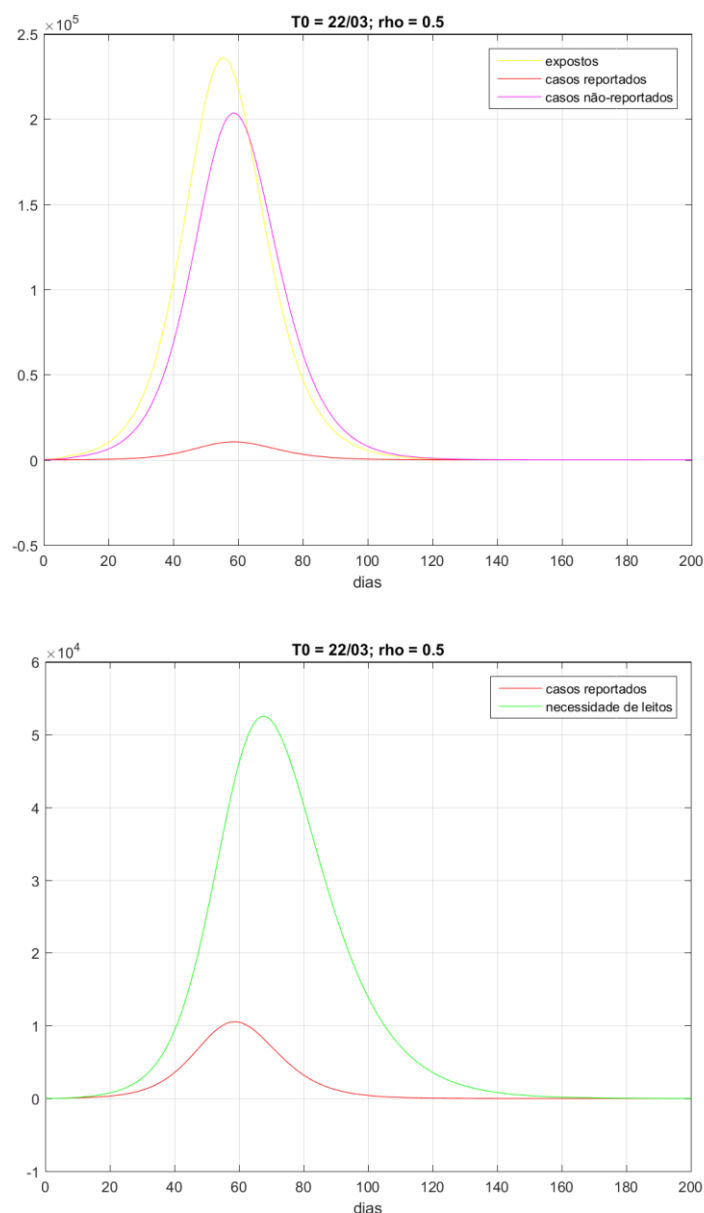 T0 = 22/03; rho = 0.5
×10^5
2.5
2
1.5
1
0.5
0
-0.5
expostos
casos reportados
casos não-reportados
0 20 40 60 80 100 120 140 160 180 200
dias
T0 = 22/03; rho = 0.5
×10^4
6
5
4
3
2
1
0
-1
casos reportados
necessidade de leitos
0 20 40 60 80 100 120 140 160 180 200
dias